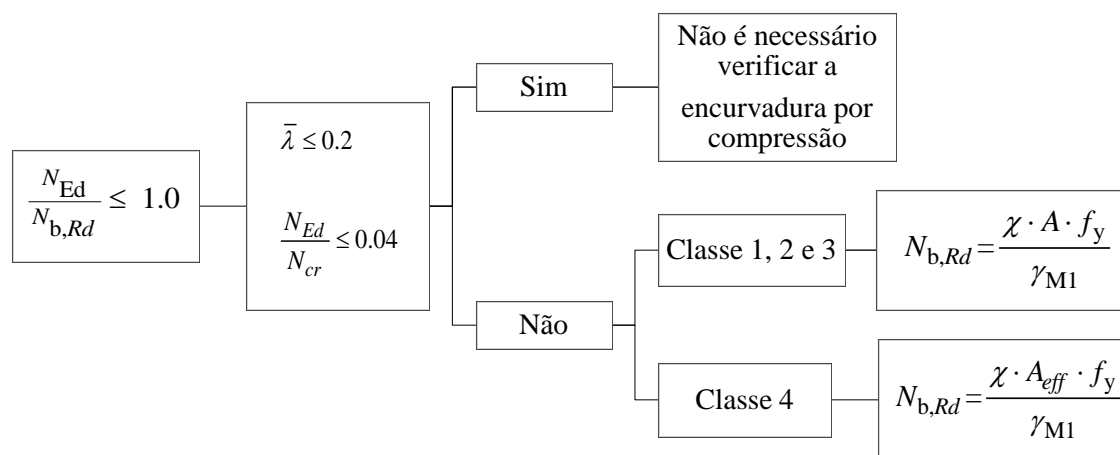 N_Ed / N_b,Rd ≤ 1.0
λ̄ ≤ 0.2
N_Ed / N_cr ≤ 0.04
Sim
Não é necessário
verificar a
encurvadura por
compressão
Não
Classe 1, 2 e 3
N_b,Rd = χ · A · f_y / γ_M1
Classe 4
N_b,Rd = χ · A_eff · f_y / γ_M1